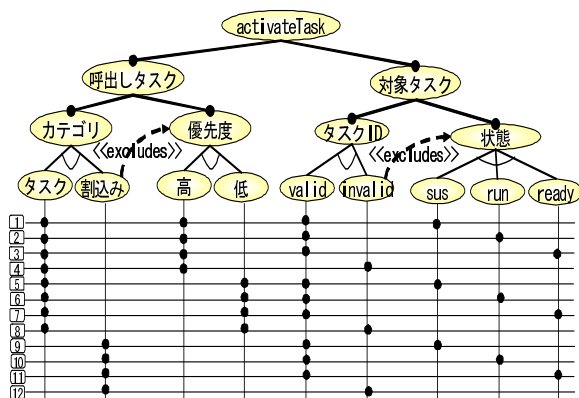 activateTask
呼出しタスク
対象タスク
カテゴリ
優先度
タスクID
状態
<<excludes>>
<<excludes>>
タスク
割込み
高
低
valid
invalid
sus
run
ready
1
2
3
4
5
6
7
8
9
10
11
12